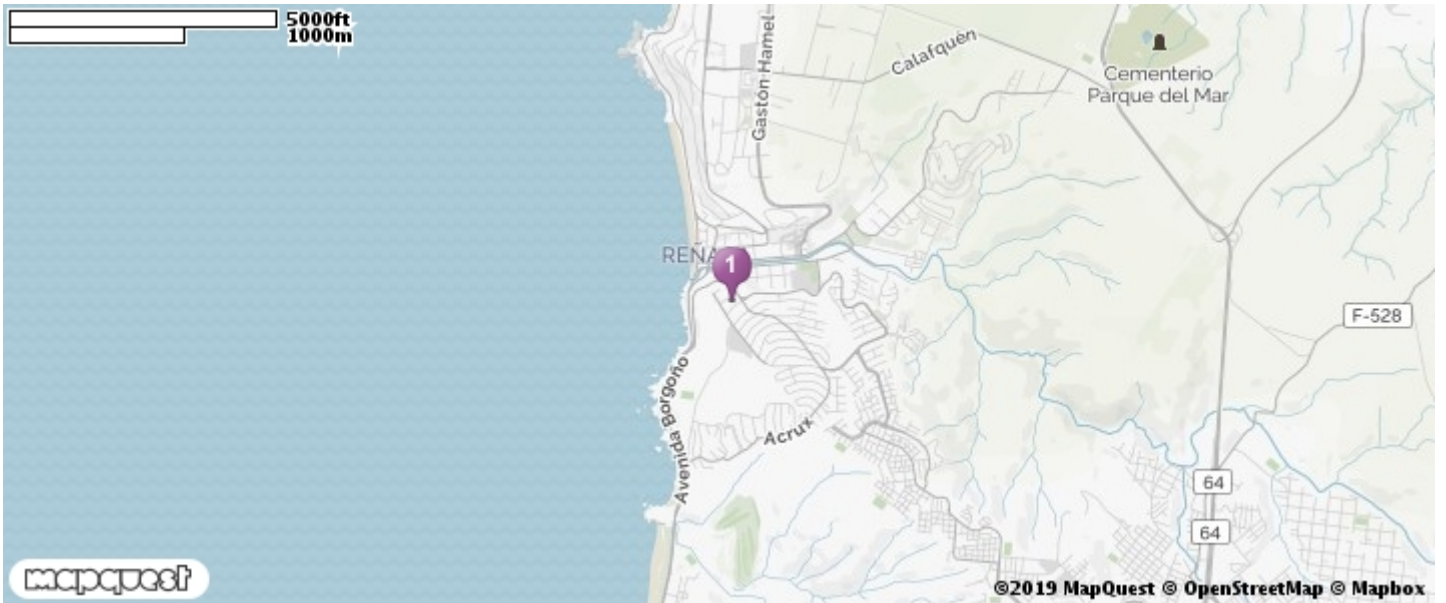 5000ft
1000m
Gastón Hamel
Calafquén
Cementerio
Parque del Mar
REÑA
1
F-528
Avenida Borgoño
Acrux
64
64
mapquest
©2019 MapQuest © OpenStreetMap © Mapbox